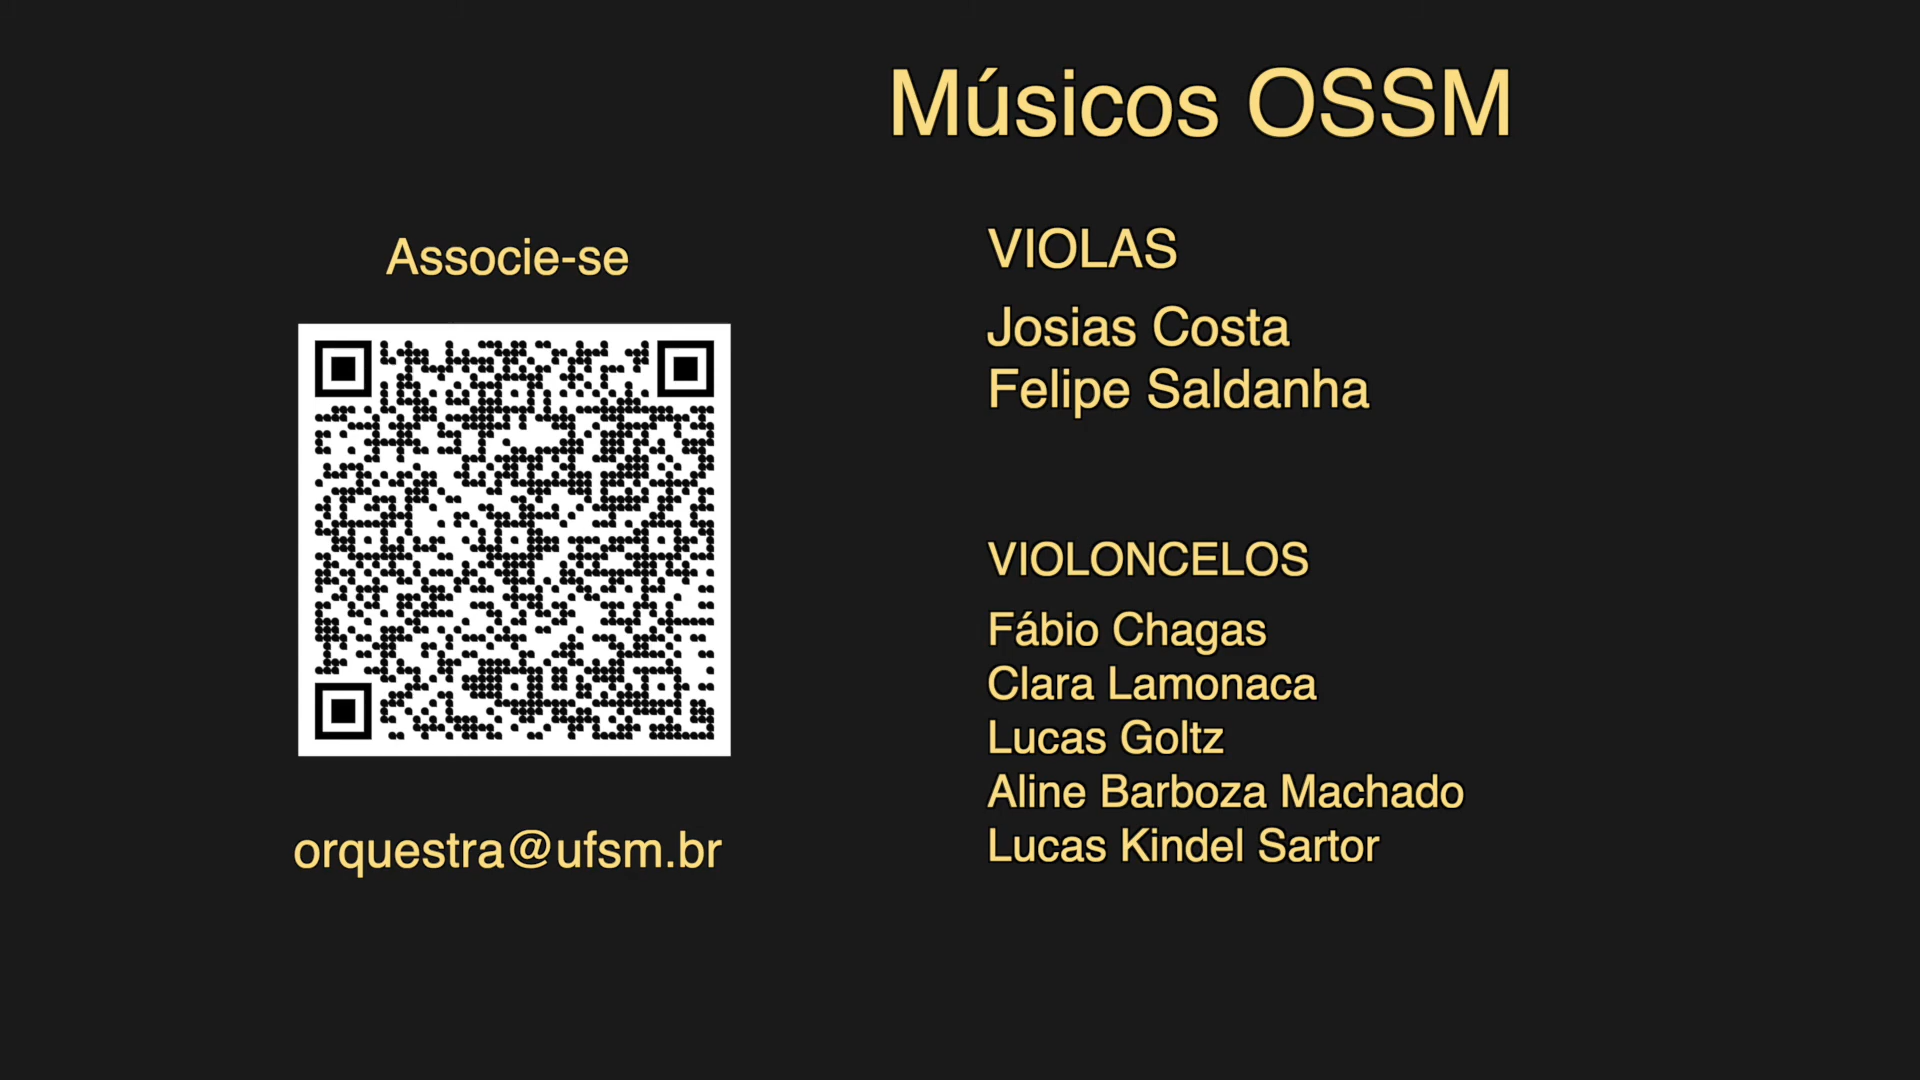 Músicos OSSM
Associe-se
orquestra@ufsm.br
VIOLAS
Josias Costa
Felipe Saldanha
VIOLONCELOS
Fábio Chagas
Clara Lamonaca
Lucas Goltz
Aline Barboza Machado
Lucas Kindel Sartor